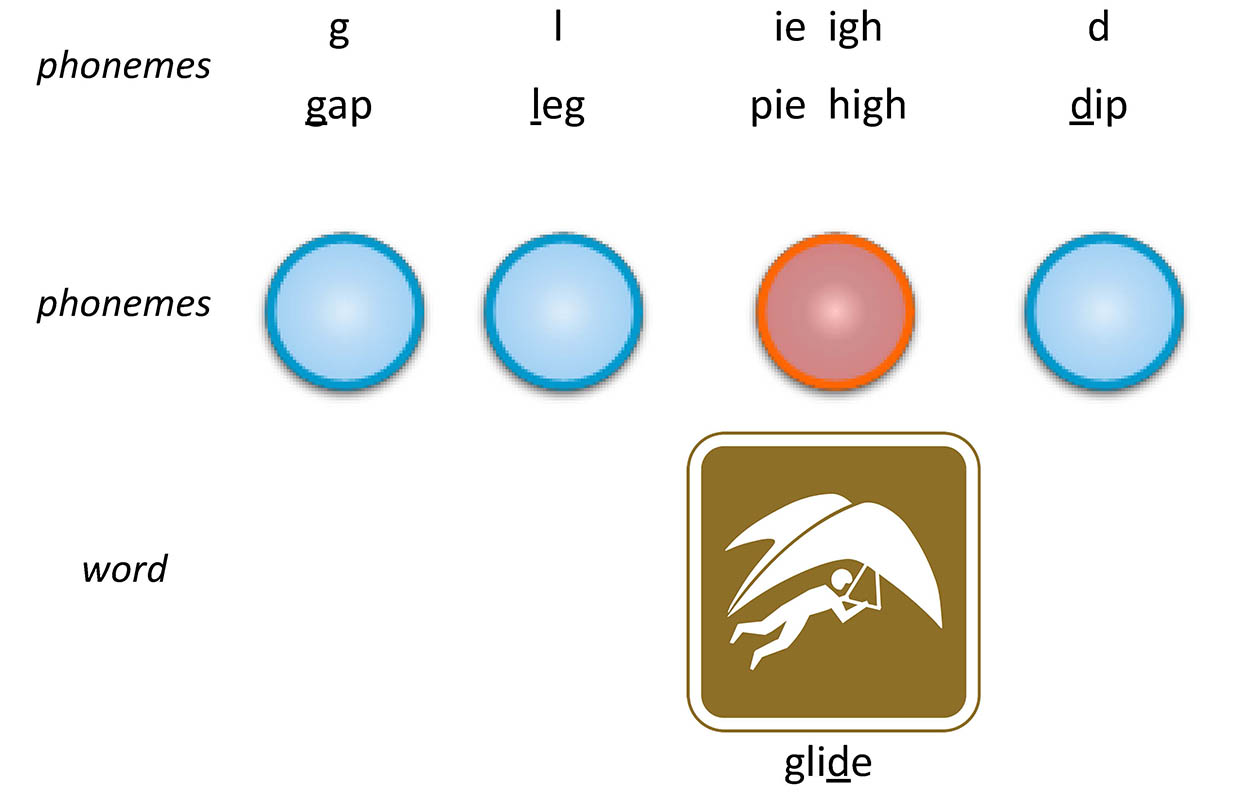 phonemes
g l ie igh d
gap leg pie high dip
phonemes
word
glide